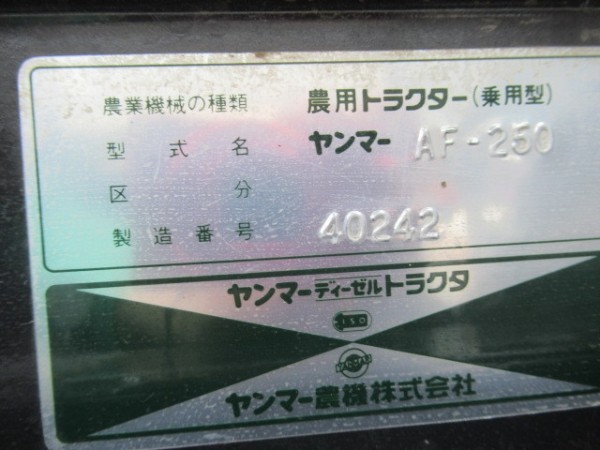 農業機械の種類 農用トラクター(乗用型)
型式名 ヤンマー AF-250
区分
製造番号 40242
ヤンマーディーゼルトラクタ
ヤンマー農機株式会社